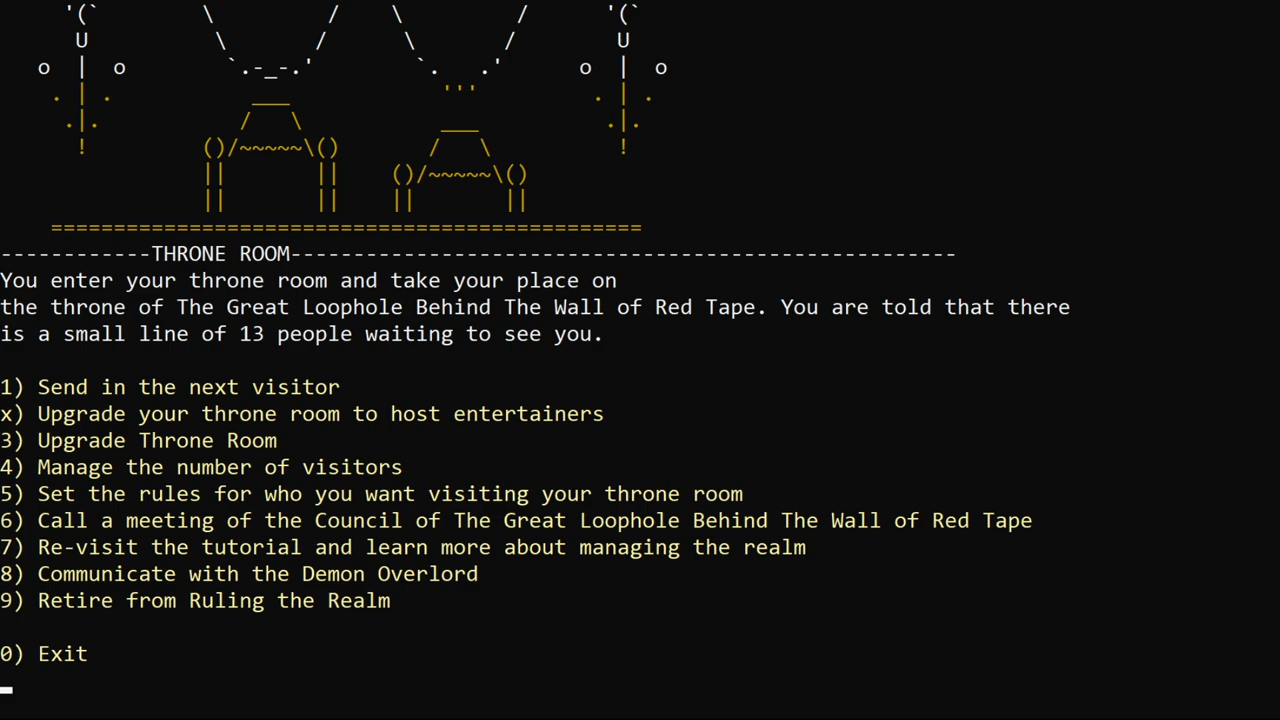 ------------THRONE ROOM-----------------------------------------------------
You enter your throne room and take your place on
the throne of The Great Loophole Behind The Wall of Red Tape. You are told that there
is a small line of 13 people waiting to see you.
1) Send in the next visitor
x) Upgrade your throne room to host entertainers
3) Upgrade Throne Room
4) Manage the number of visitors
5) Set the rules for who you want visiting your throne room
6) Call a meeting of the Council of The Great Loophole Behind The Wall of Red Tape
7) Re-visit the tutorial and learn more about managing the realm
8) Communicate with the Demon Overlord
9) Retire from Ruling the Realm
0) Exit